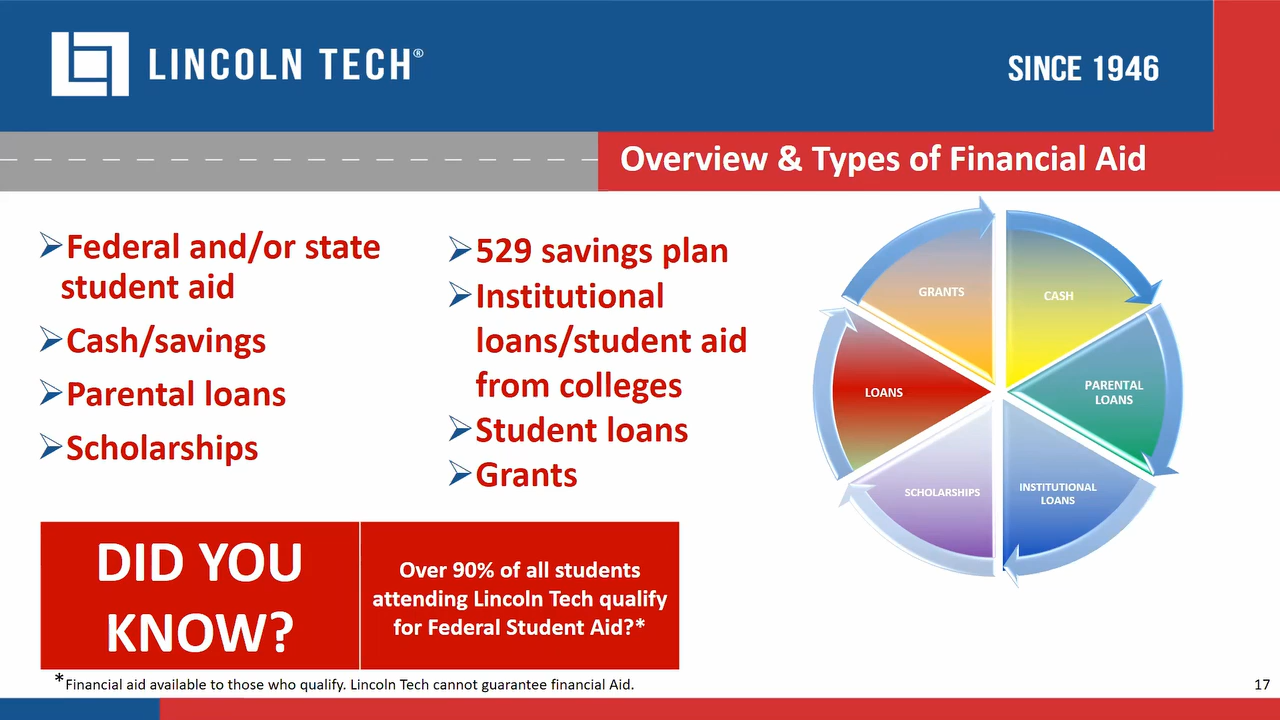 LINCOLN TECH®
SINCE 1946
Overview & Types of Financial Aid
Federal and/or state
student aid
Cash/savings
Parental loans
Scholarships
529 savings plan
Institutional
loans/student aid
from colleges
Student loans
Grants
GRANTS
CASH
LOANS
PARENTAL
LOANS
SCHOLARSHIPS
INSTITUTIONAL
LOANS
DID YOU
KNOW?
Over 90% of all students
attending Lincoln Tech qualify
for Federal Student Aid?*
*Financial aid available to those who qualify. Lincoln Tech cannot guarantee financial Aid.
17